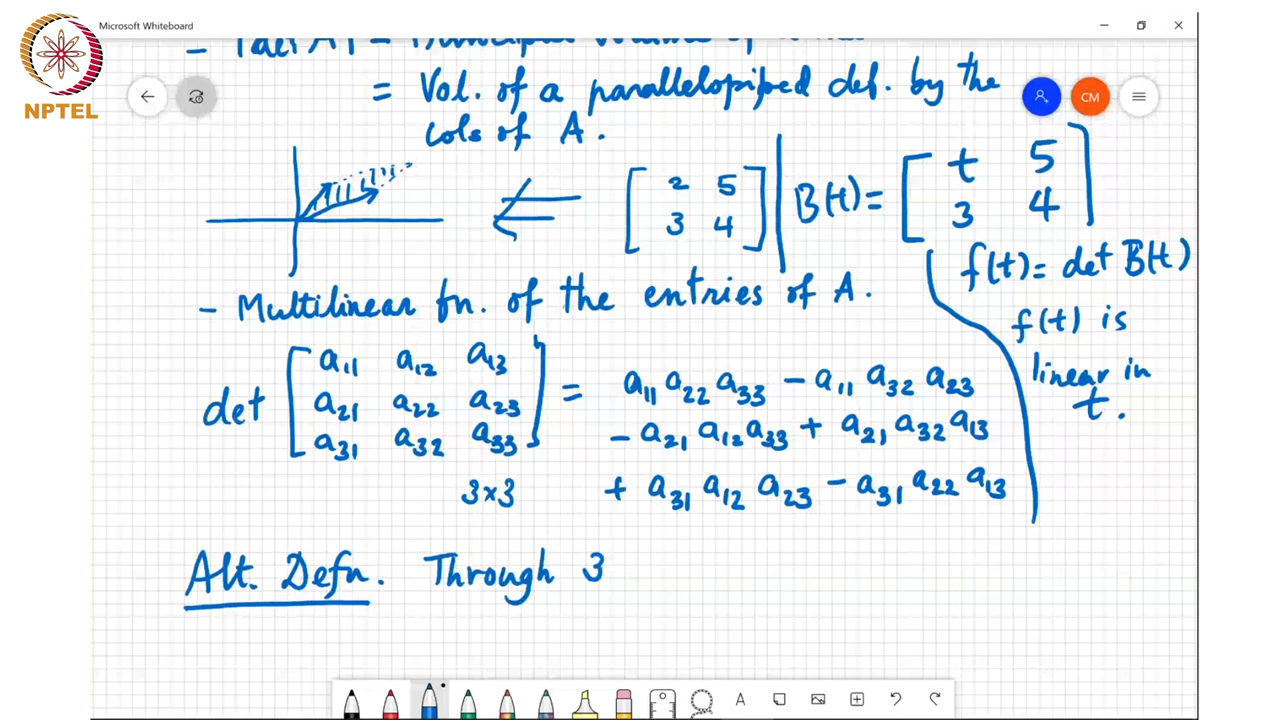 Microsoft Whiteboard
NPTEL
CM
= Vol. of a parallelopiped def. by the
cols of A.
[2 5
3 4]
B(t) = [t 5
3 4]
f(t) = det B(t)
f(t) is
linear in
t.
- Multilinear fn. of the entries of A.
det [a11 a12 a13
a21 a22 a23
a31 a32 a33]
3×3
= a11 a22 a33 - a11 a32 a23
- a21 a12 a33 + a21 a32 a13
+ a31 a12 a23 - a31 a22 a13
Alt. Defn. Through 3
A